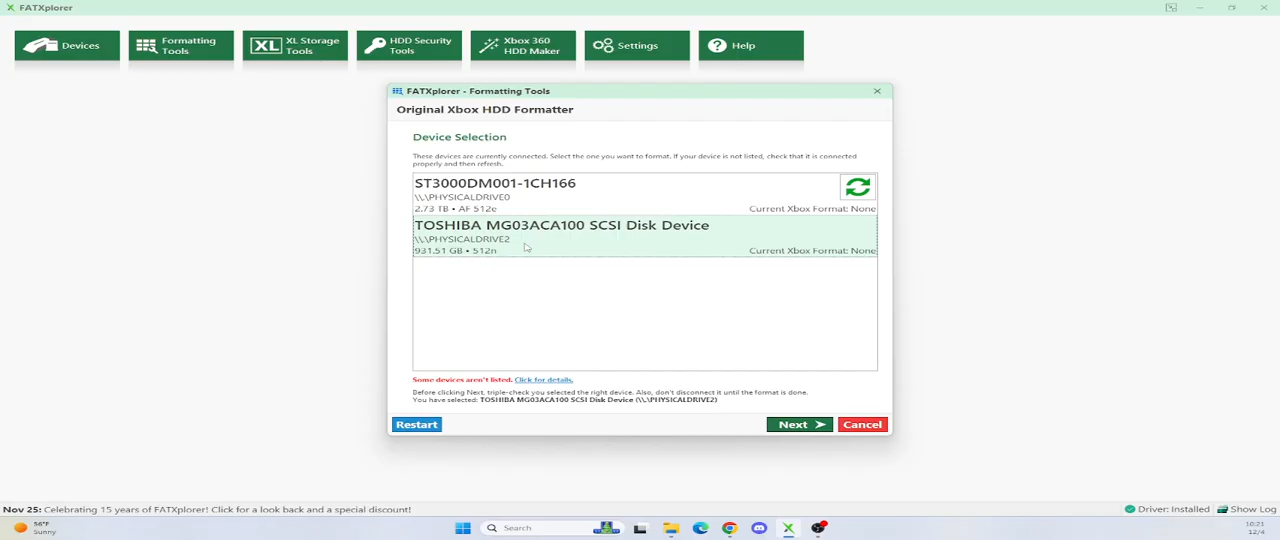 FATXplorer
Devices
Formatting Tools
XL Storage Tools
HDD Security Tools
Xbox 360 HDD Maker
Settings
Help
FATXplorer - Formatting Tools
Original Xbox HDD Formatter
Device Selection
These devices are currently connected. Select the one you want to format. If your device is not listed, check that it is connected
properly and then refresh.
ST3000DM001-1CH166
\\.\PHYSICALDRIVE0
2.73 TB • AF 512e
Current Xbox Format: None
TOSHIBA MG03ACA100 SCSI Disk Device
\\.\PHYSICALDRIVE2
931.51 GB • 512n
Current Xbox Format: None
Some devices aren't listed. Click for details.
Before clicking Next, triple-check you selected the right device. Also, don't disconnect it until the format is done.
You have selected: TOSHIBA MG03ACA100 SCSI Disk Device (\\.\PHYSICALDRIVE2)
Restart
Next
Cancel
Nov 25: Celebrating 15 years of FATXplorer! Click for a look back and a special discount!
Driver: Installed
Show Log
56°F
Sunny
Search
10:21
12/4